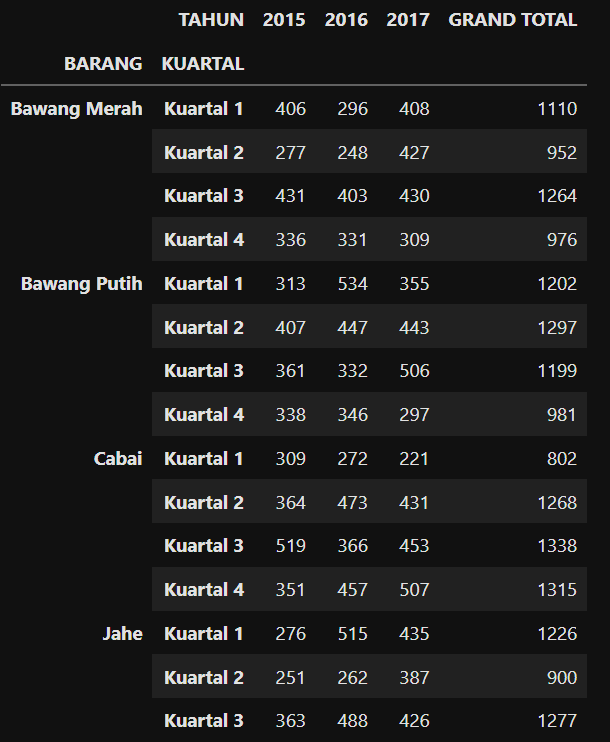 TAHUN 2015 2016 2017 GRAND TOTAL
BARANG KUARTAL
Bawang Merah Kuartal 1 406 296 408 1110
Kuartal 2 277 248 427 952
Kuartal 3 431 403 430 1264
Kuartal 4 336 331 309 976
Bawang Putih Kuartal 1 313 534 355 1202
Kuartal 2 407 447 443 1297
Kuartal 3 361 332 506 1199
Kuartal 4 338 346 297 981
Cabai Kuartal 1 309 272 221 802
Kuartal 2 364 473 431 1268
Kuartal 3 519 366 453 1338
Kuartal 4 351 457 507 1315
Jahe Kuartal 1 276 515 435 1226
Kuartal 2 251 262 387 900
Kuartal 3 363 488 426 1277